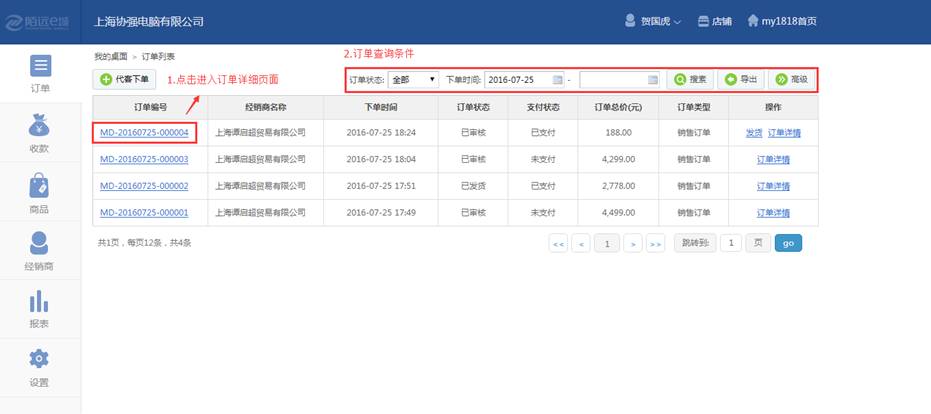 陌远e城 上海协强电脑有限公司 贺国虎 店铺 my1818首页
我的桌面 > 订单列表 2.订单查询条件
代客下单 1.点击进入订单详细页面 订单状态: 全部 下单时间: 2016-07-25 - 搜索 导出 高级
订单编号 经销商名称 下单时间 订单状态 支付状态 订单总价(元) 订单类型 操作
MD-20160725-000004 上海谭启超贸易有限公司 2016-07-25 18:24 已审核 已支付 188.00 销售订单 发货 订单详情
MD-20160725-000003 上海谭启超贸易有限公司 2016-07-25 18:04 已审核 未支付 4,299.00 销售订单 订单详情
MD-20160725-000002 上海谭启超贸易有限公司 2016-07-25 17:51 已发货 已支付 2,778.00 销售订单 订单详情
MD-20160725-000001 上海谭启超贸易有限公司 2016-07-25 17:49 已审核 未支付 4,499.00 销售订单 订单详情
共1页，每页12条，共4条 << < 1 > >> 跳转到: 1 页 go
订单
收款
商品
经销商
报表
设置